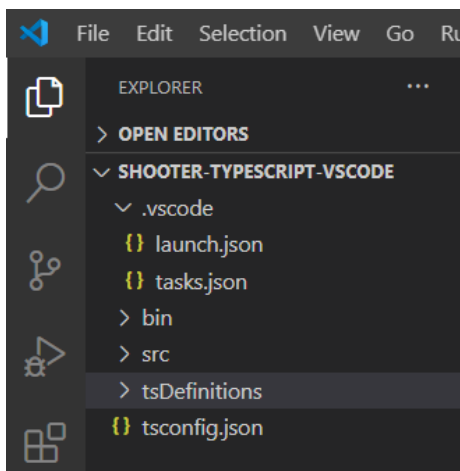 File Edit Selection View Go
EXPLORER ...
> OPEN EDITORS
SHOOTER-TYPESCRIPT-VSCODE
.vscode
{} launch.json
{} tasks.json
> bin
> src
> tsDefinitions
{} tsconfig.json